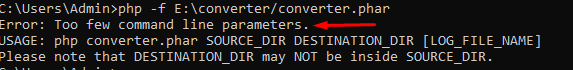 C:\Users\Admin>php -f E:\converter/converter.phar
Error: Too few command line parameters.
USAGE: php converter.phar SOURCE_DIR DESTINATION_DIR [LOG_FILE_NAME]
Please note that DESTINATION_DIR may NOT be inside SOURCE_DIR.